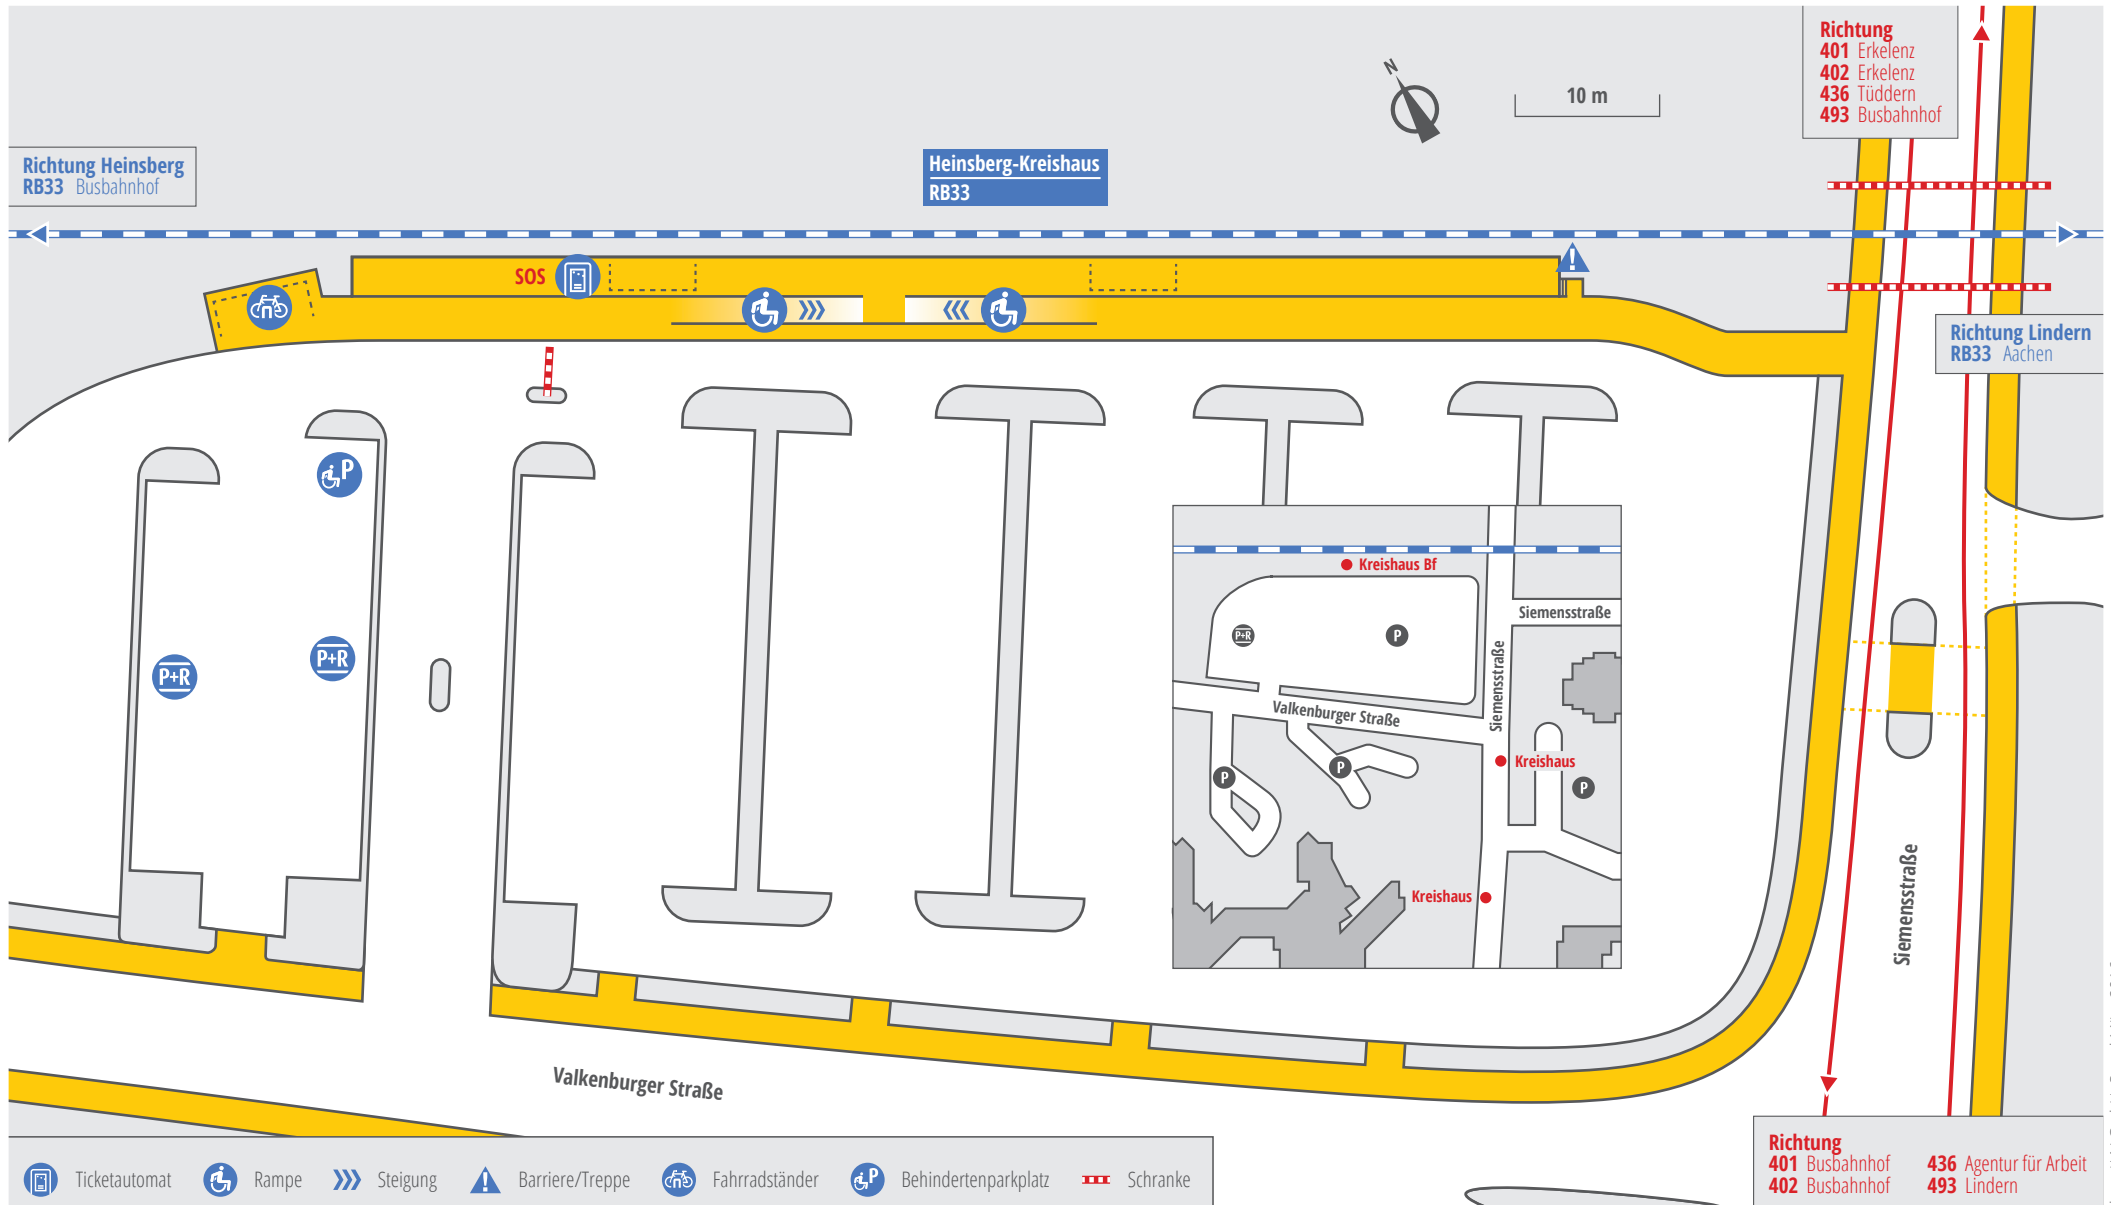 Richtung
401 Erkelenz
402 Erkelenz
436 Tüddern
493 Busbahnhof
N
10 m
Richtung Heinsberg
RB33 Busbahnhof
Heinsberg-Kreishaus
RB33
SOS
Richtung Lindern
RB33 Aachen
P
P+R
P+R
Kreishaus Bf
Siemensstraße
P+R
P
Siemensstraße
Valkenburger Straße
Kreishaus
P
P
P
Kreishaus
Siemensstraße
Valkenburger Straße
Richtung
401 Busbahnhof
402 Busbahnhof
436 Agentur für Arbeit
493 Lindern
Ticketautomat
Rampe
Steigung
Barriere/Treppe
Fahrradständer
P
Behindertenparkplatz
Schranke